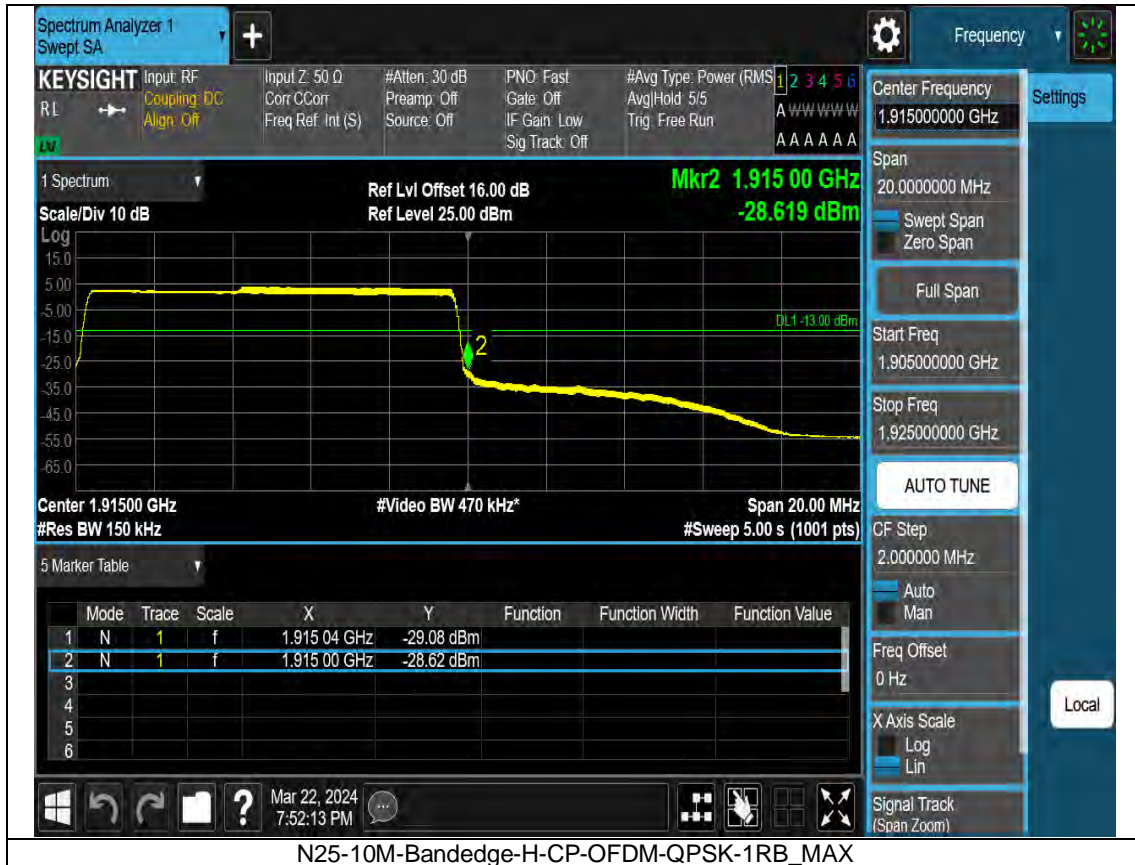 Spectrum Analyzer 1
Swept SA
Frequency
KEYSIGHT
RL
Input: RF
Coupling: DC
Align: Off
Input Z: 50 Ω
Corr CCorr
Freq Ref: Int (S)
#Atten: 30 dB
Preamp: Off
Source: Off
PNO: Fast
Gate: Off
IF Gain: Low
Sig Track: Off
#Avg Type: Power (RMS
Avg|Hold: 5/5
Trig: Free Run
1 2 3 4 5 6
A W W W W W
A A A A A A
1 Spectrum
Scale/Div 10 dB
Ref Lvl Offset 16.00 dB
Ref Level 25.00 dBm
Mkr2 1.915 00 GHz
-28.619 dBm
Log
15.0
5.00
-5.00
-15.0
-25.0
-35.0
-45.0
-55.0
-65.0
DL1 -13.00 dBm
2
Center 1.91500 GHz
#Res BW 150 kHz
#Video BW 470 kHz*
Span 20.00 MHz
#Sweep 5.00 s (1001 pts)
5 Marker Table
Mode Trace Scale X Y Function Function Width Function Value
1 N 1 f 1.915 04 GHz -29.08 dBm
2 N 1 f 1.915 00 GHz -28.62 dBm
3
4
5
6
Mar 22, 2024
7:52:13 PM
Center Frequency
1.915000000 GHz
Settings
Span
20.0000000 MHz
Swept Span
Zero Span
Full Span
Start Freq
1.905000000 GHz
Stop Freq
1.925000000 GHz
AUTO TUNE
CF Step
2.000000 MHz
Auto
Man
Freq Offset
0 Hz
X Axis Scale
Log
Lin
Local
Signal Track
(Span Zoom)
N25-10M-Bandedge-H-CP-OFDM-QPSK-1RB_MAX